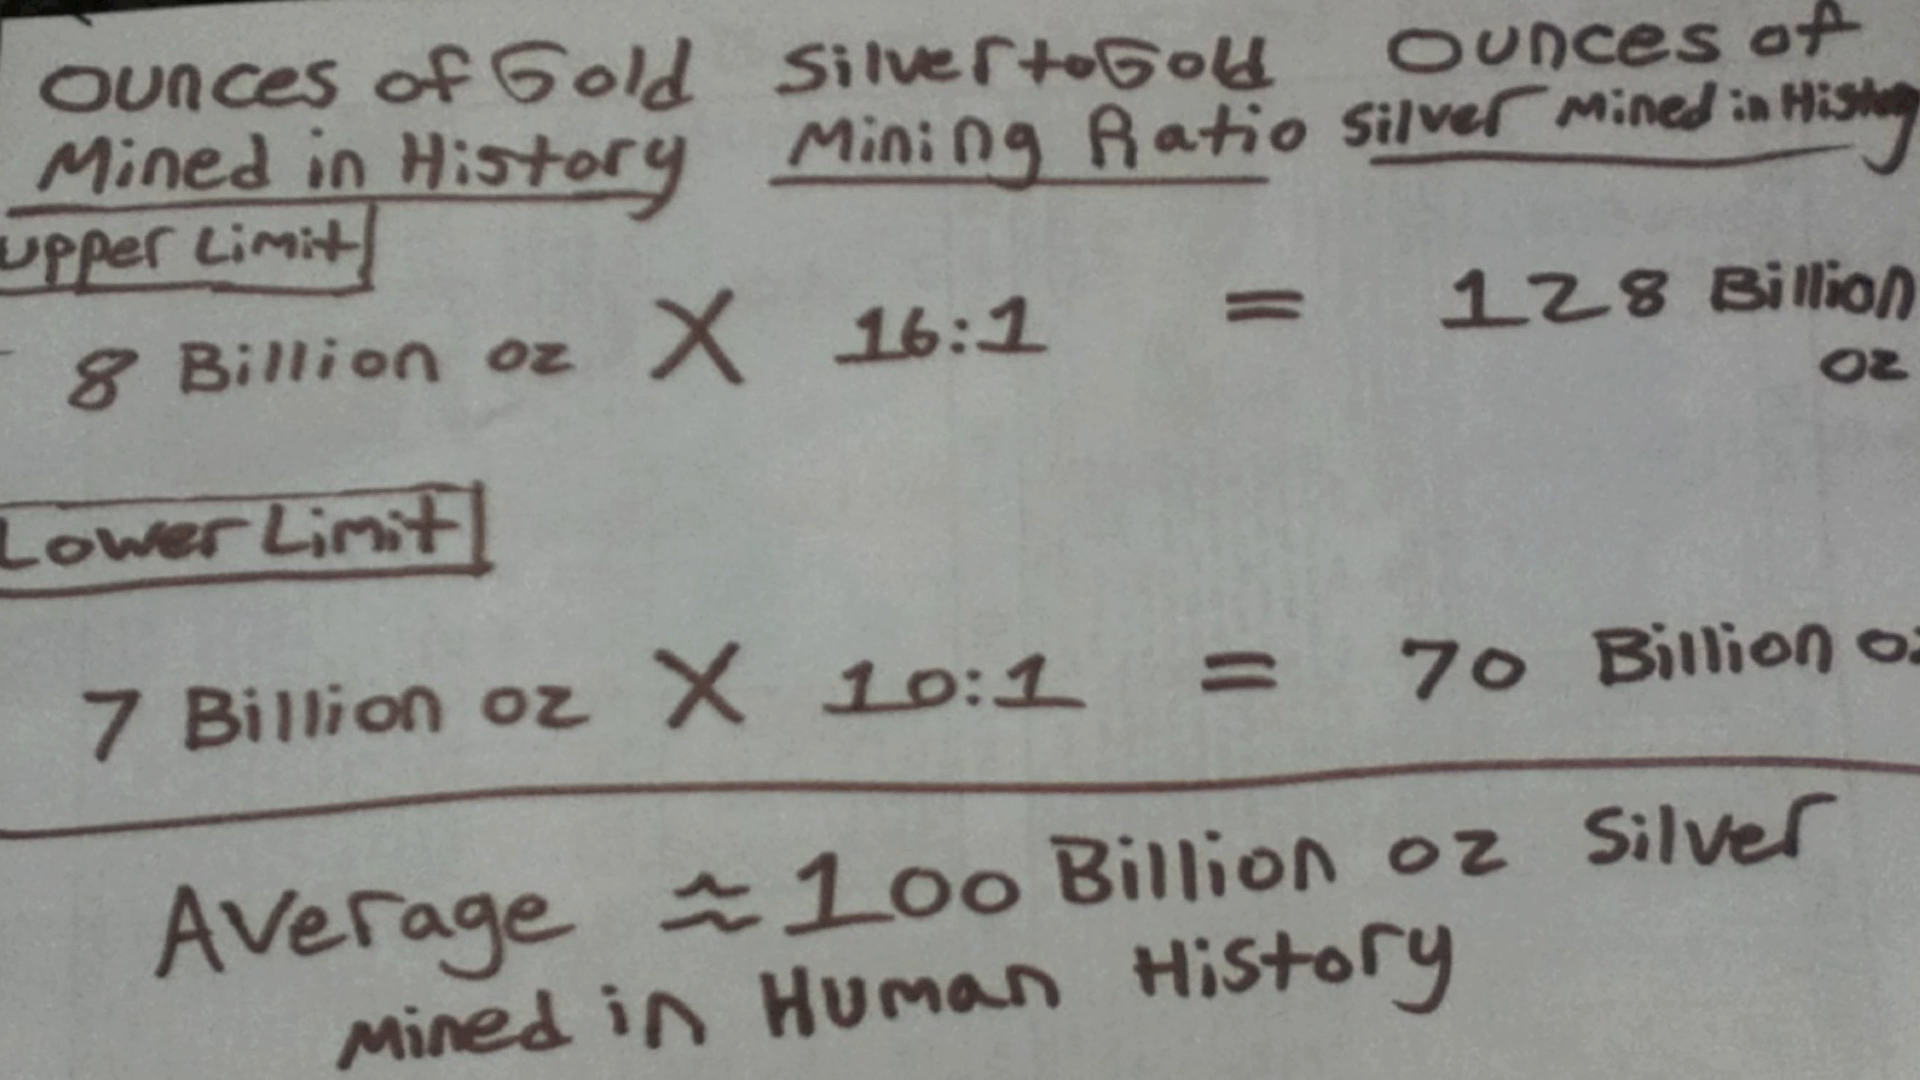 Ounces of Gold
Mined in History
Silver to Gold
Mining Ratio
Ounces of
Silver Mined in History
Upper Limit
8 Billion oz X 16:1 = 128 Billion
oz
Lower Limit
7 Billion oz X 10:1 = 70 Billion oz
Average ≈ 100 Billion oz Silver
mined in Human History